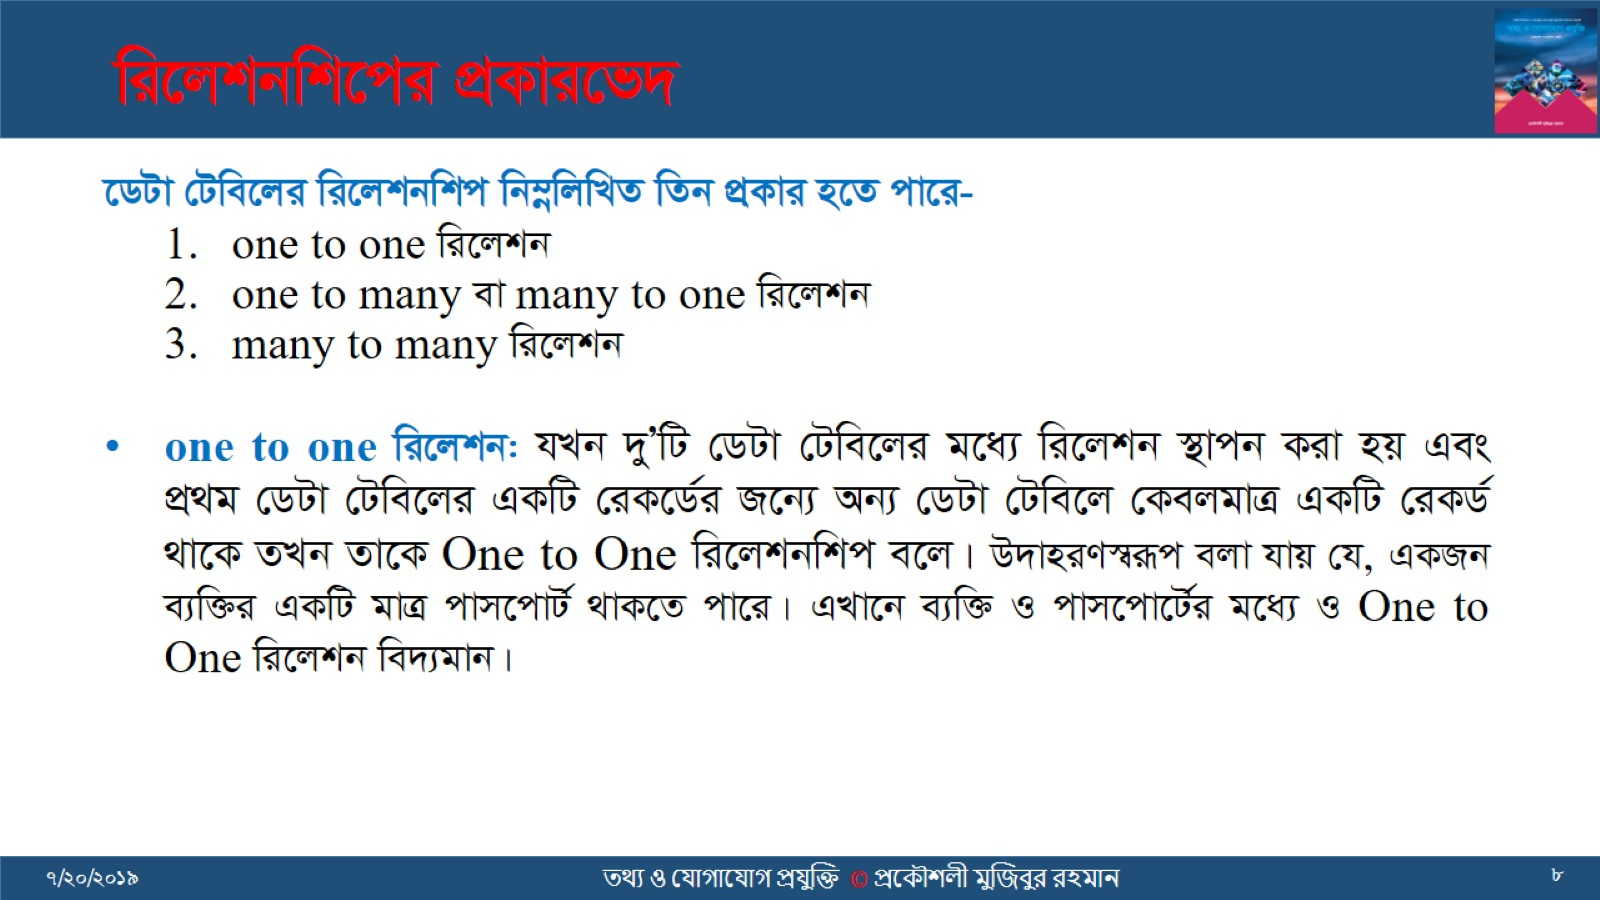 রিলেশনশিপের প্রকারভেদ
তথ্য ও যোগাযোগ প্রযুক্তি
ডেটা টেবিলের রিলেশনশিপ নিম্নলিখিত তিন প্রকার হতে পারে-
1. one to one রিলেশন
2. one to many বা many to one রিলেশন
3. many to many রিলেশন
• one to one রিলেশন: যখন দু’টি ডেটা টেবিলের মধ্যে রিলেশন স্থাপন করা হয় এবং
প্রথম ডেটা টেবিলের একটি রেকর্ডের জন্যে অন্য ডেটা টেবিলে কেবলমাত্র একটি রেকর্ড
থাকে তখন তাকে One to One রিলেশনশিপ বলে। উদাহরণস্বরূপ বলা যায় যে, একজন
ব্যক্তির একটি মাত্র পাসপোর্ট থাকতে পারে। এখানে ব্যক্তি ও পাসপোর্টের মধ্যে ও One to
One রিলেশন বিদ্যমান।
৭/২০/২০১৯
তথ্য ও যোগাযোগ প্রযুক্তি © প্রকৌশলী মুজিবুর রহমান
৮